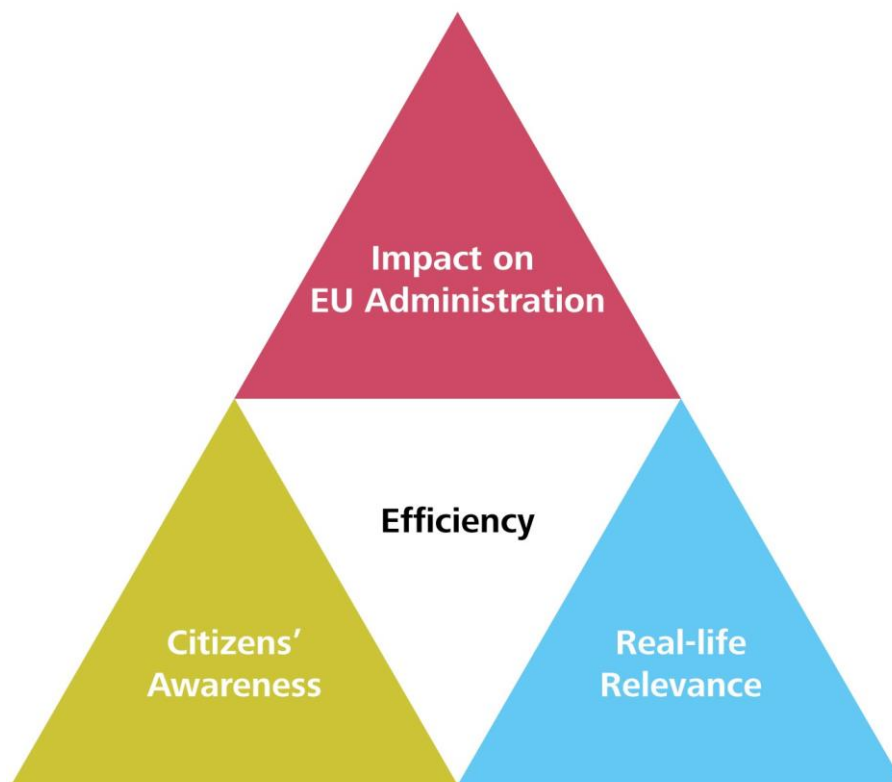 Impact on
EU Administration
Efficiency
Citizens’
Awareness
Real-life
Relevance